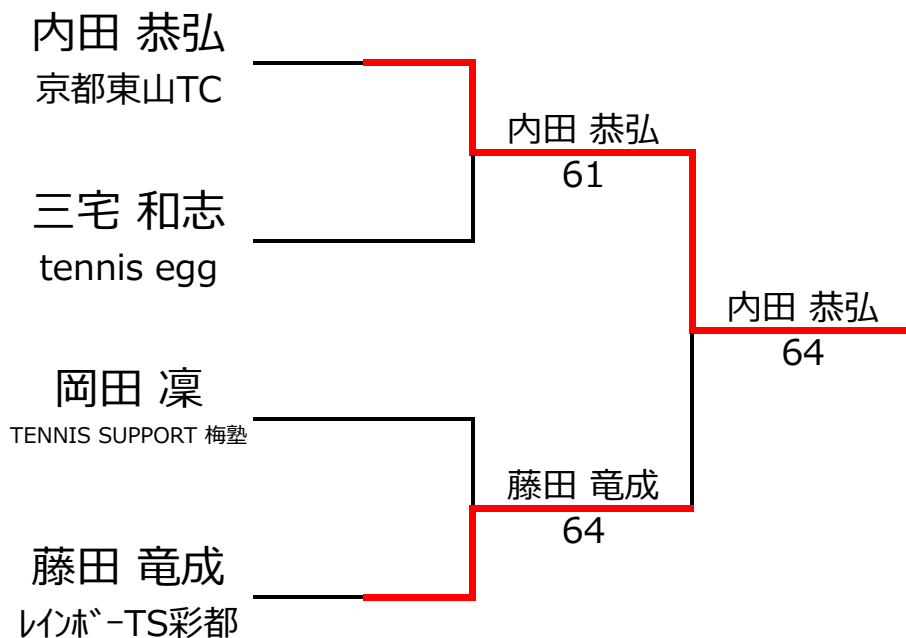 内田 恭弘
京都東山TC
三宅 和志
tennis egg
岡田 凜
TENNIS SUPPORT 梅塾
藤田 竜成
ﾚｲﾝﾎﾞｰTS彩都
内田 恭弘
61
藤田 竜成
64
内田 恭弘
64